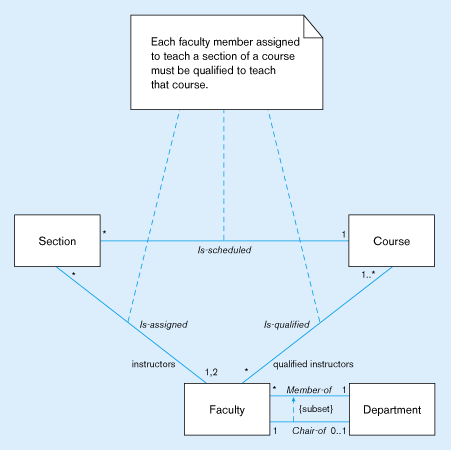 Each faculty member assigned
to teach a section of a course
must be qualified to teach
that course.
Section
*
1
Course
Is-scheduled
*
1..*
Is-assigned
Is-qualified
instructors
1,2
*
qualified instructors
Faculty
*
Member-of
1
{subset}
Department
1
Chair-of
0..1